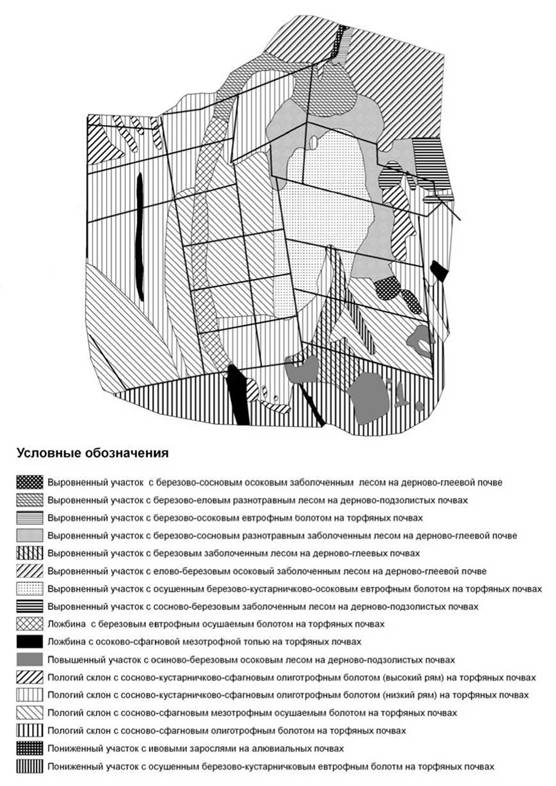 Условные обозначения
Выровненный участок с березово-сосновым осоковым заболоченным лесом на дерново-глеевой почве
Выровненный участок с березово-еловым разнотравным лесом на дерново-подзолистых почвах
Выровненный участок с березово-осоковым евтрофным болотом на торфяных почвах
Выровненный участок с березово-сосновым разнотравным заболоченным лесом на дерново-глеевой почве
Выровненный участок с березовым заболоченным лесом на дерново-глеевых почвах
Выровненный участок с елово-березовым осоковый заболоченным лесом на дерново-глеевой почве
Выровненный участок с осушенным березово-кустарничково-осоковым евтрофным болотом на торфяных почвах
Выровненный участок с сосново-березовым заболоченным лесом на дерново-подзолистых почвах
Ложбина с березовым евтрофным осушаемым болотом на торфяных почвах
Ложбина с осоково-сфагновой мезотрофной топью на торфяных почвах
Повышенный участок с осиново-березовым осоковым лесом на дерново-подзолистых почвах
Пологий склон с сосново-кустарничково-сфагновым олиготрофным болотом (высокий рям) на торфяных почвах
Пологий склон с сосново-кустарничково-сфагновым олиготрофным болотом (низкий рям) на торфяных почвах
Пологий склон с сосново-сфагновым мезотрофным осушаемым болотом на торфяных почвах
Пологий склон с сосново-сфагновым олиготрофным болотом на торфяных почвах
Пониженный участок с ивовыми зарослями на алювиальных почвах
Пониженный участок с осушенным березово-кустарничковым евтрофным болотм на торфяных почвах